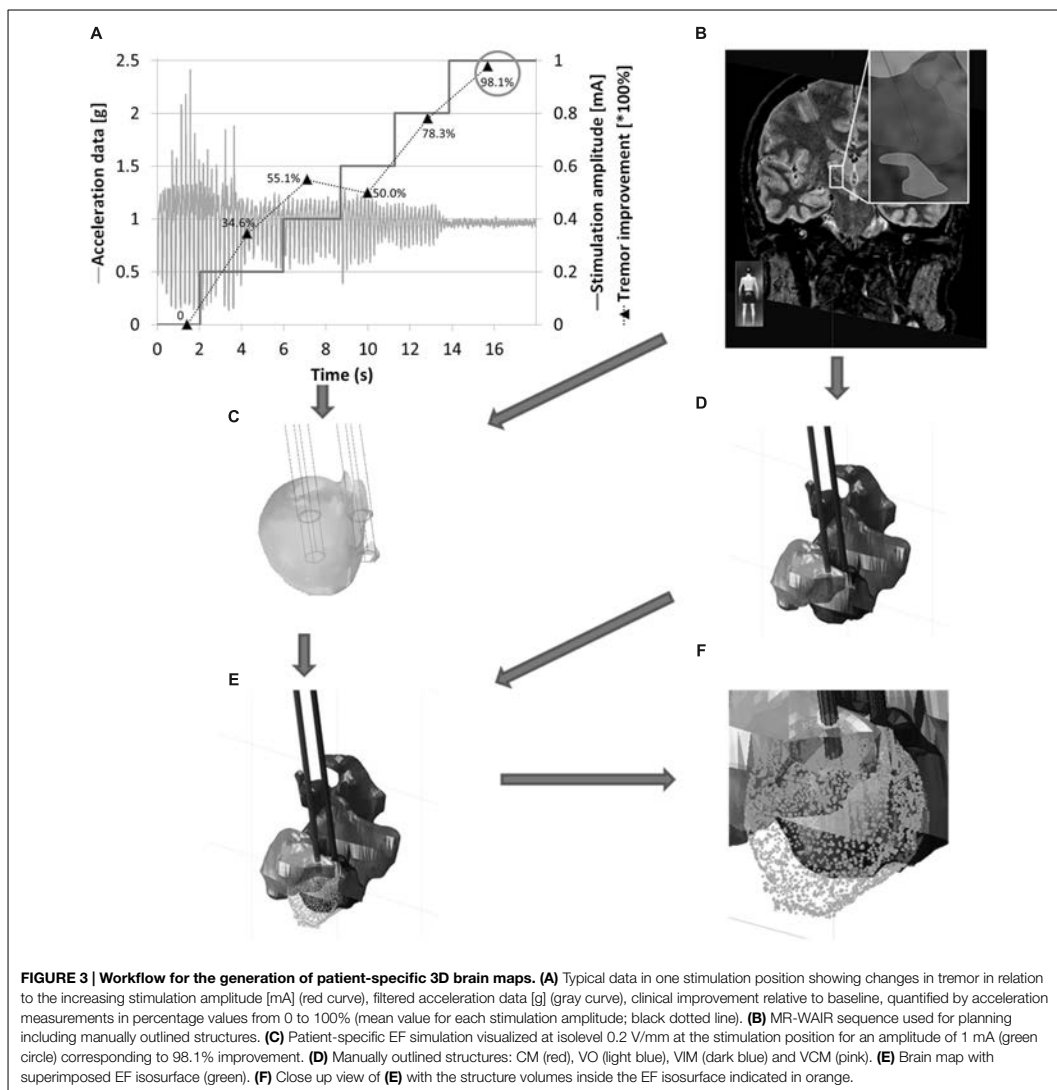 A
B
2.5
2
1.5
1
0.5
0
Acceleration data [g]
1
0.8
0.6
0.4
0.2
0
Stimulation amplitude [mA]
Tremor improvement [*100%]
0
34.6%
55.1%
50.0%
78.3%
98.1%
0 2 4 6 8 10 12 14 16
Time (s)
C
D
E
F
FIGURE 3 | Workflow for the generation of patient-specific 3D brain maps. (A) Typical data in one stimulation position showing changes in tremor in relation
to the increasing stimulation amplitude [mA] (red curve), filtered acceleration data [g] (gray curve), clinical improvement relative to baseline, quantified by acceleration
measurements in percentage values from 0 to 100% (mean value for each stimulation amplitude; black dotted line). (B) MR-WAIR sequence used for planning
including manually outlined structures. (C) Patient-specific EF simulation visualized at isolevel 0.2 V/mm at the stimulation position for an amplitude of 1 mA (green
circle) corresponding to 98.1% improvement. (D) Manually outlined structures: CM (red), VO (light blue), VIM (dark blue) and VCM (pink). (E) Brain map with
superimposed EF isosurface (green). (F) Close up view of (E) with the structure volumes inside the EF isosurface indicated in orange.